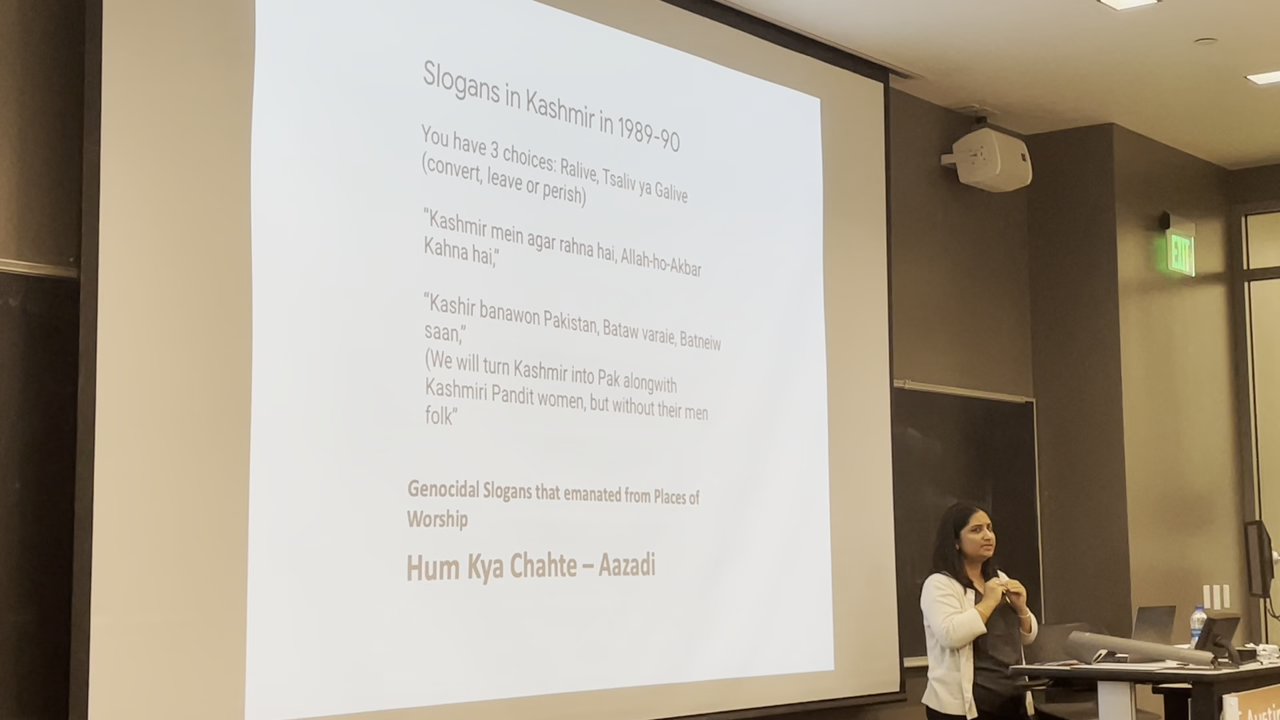 Slogans in Kashmir in 1989-90
You have 3 choices: Ralive, Tsaliv ya Galive
(convert, leave or perish)
"Kashmir mein agar rahna hai, Allah-ho-Akbar
Kahna hai,"
"Kashir banawon Pakistan, Bataw varaie, Batneiw
saan,"
(We will turn Kashmir into Pak alongwith
Kashmiri Pandit women, but without their men
folk"
Genocidal Slogans that emanated from Places of
Worship
Hum Kya Chahte – Aazadi
EXIT